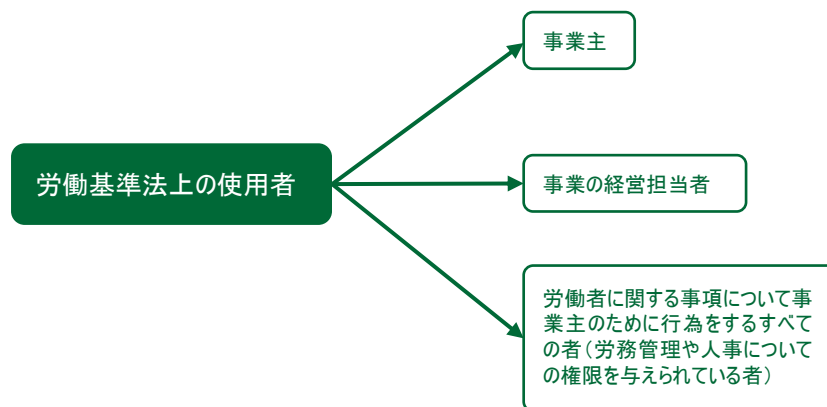 事業主
労働基準法上の使用者
事業の経営担当者
労働者に関する事項について事
業主のために行為をするすべて
の者（労務管理や人事について
の権限を与えられている者）